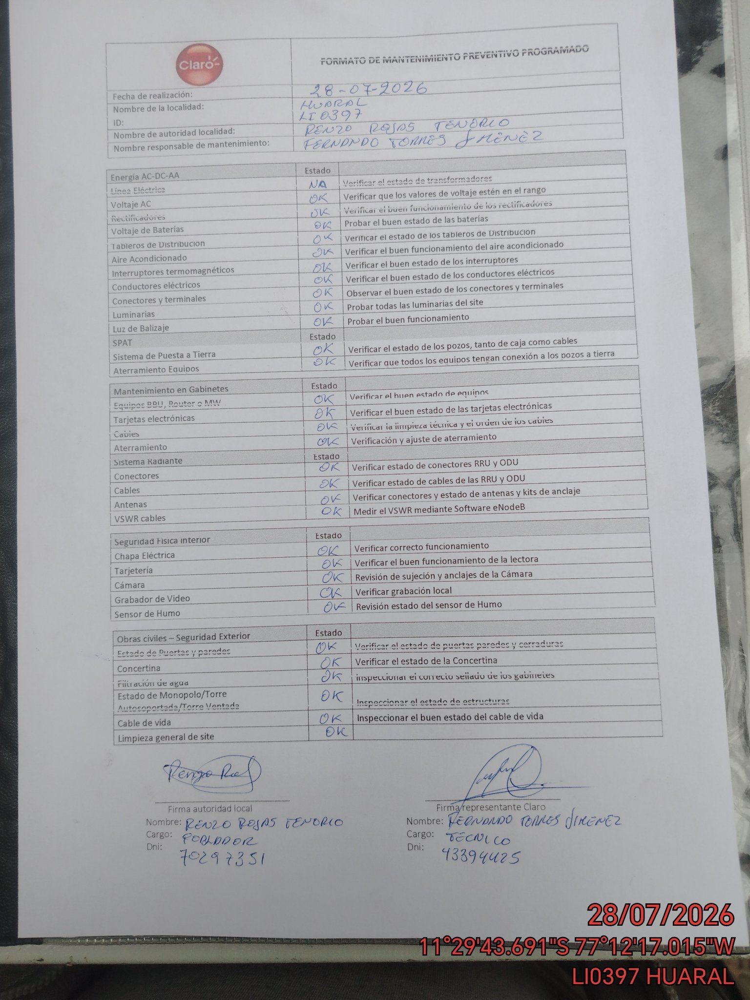 Claro
FORMATO DE MANTENIMIENTO PREVENTIVO PROGRAMADO
Fecha de realización: 28-07-2026
Nombre de la localidad: HUARAL
ID: LI0397
Nombre de autoridad localidad: RENZO ROJAS TENORIO
Nombre responsable de mantenimiento: FERNANDO TORRES JIMÉNEZ
Energía AC-DC-AA Estado
Línea Eléctrica NA Verificar el estado de transformadores
Voltaje AC OK Verificar que los valores de voltaje estén en el rango
Rectificadores OK Verificar el buen funcionamiento de los rectificadores
Voltaje de Baterías OK Probar el buen estado de las baterías
Tableros de Distribución OK Verificar el estado de los tableros de Distribución
Aire Acondicionado OK Verificar el buen funcionamiento del aire acondicionado
Interruptores termomagnéticos OK Verificar el buen estado de los interruptores
Conductores eléctricos OK Verificar el buen estado de los conductores eléctricos
Conectores y terminales OK Observar el buen estado de los conectores y terminales
Luminarias OK Probar todas las luminarias del site
Luz de Balizaje OK Probar el buen funcionamiento
SPAT Estado
Sistema de Puesta a Tierra OK Verificar el estado de los pozos, tanto de caja como cables
Aterramiento Equipos OK Verificar que todos los equipos tengan conexión a los pozos a tierra
Mantenimiento en Gabinetes Estado
Equipos BBU, Router o MW OK Verificar el buen estado de equipos
Tarjetas electrónicas OK Verificar el buen estado de las tarjetas electrónicas
Cables OK Verificar la limpieza técnica y el orden de los cables
Aterramiento OK Verificación y ajuste de aterramiento
Sistema Radiante Estado
Conectores OK Verificar estado de conectores RRU y ODU
Cables OK Verificar estado de cables de las RRU y ODU
Antenas OK Verificar conectores y estado de antenas y kits de anclaje
VSWR cables OK Medir el VSWR mediante Software eNodeB
Seguridad Física Interior Estado
Chapa Eléctrica OK Verificar correcto funcionamiento
Tarjetería OK Verificar el buen funcionamiento de la lectora
Cámara OK Revisión de sujeción y anclajes de la Cámara
Grabador de Video OK Verificar grabación local
Sensor de Humo OK Revisión estado del sensor de Humo
Obras civiles – Seguridad Exterior Estado
Estado de Puertas y paredes OK Verificar el estado de puertas paredes y cerraduras
Concertina OK Verificar el estado de la Concertina
Filtración de agua OK Inspeccionar el correcto sellado de los gabinetes
Estado de Monopolo/Torre
Autosoportada/Torre Ventada OK Inspeccionar el estado de estructuras
Cable de vida OK Inspeccionar el buen estado del cable de vida
Limpieza general de site OK
Firma autoridad local Firma representante Claro
Nombre: RENZO ROJAS TENORIO Nombre: FERNANDO TORRES JIMENEZ
Cargo: POBLADOR Cargo: TECNICO
Dni: 70297351 Dni: 43394425
28/07/2026
11°29'43.691"S 77°12'17.015"W
LI0397 HUARAL